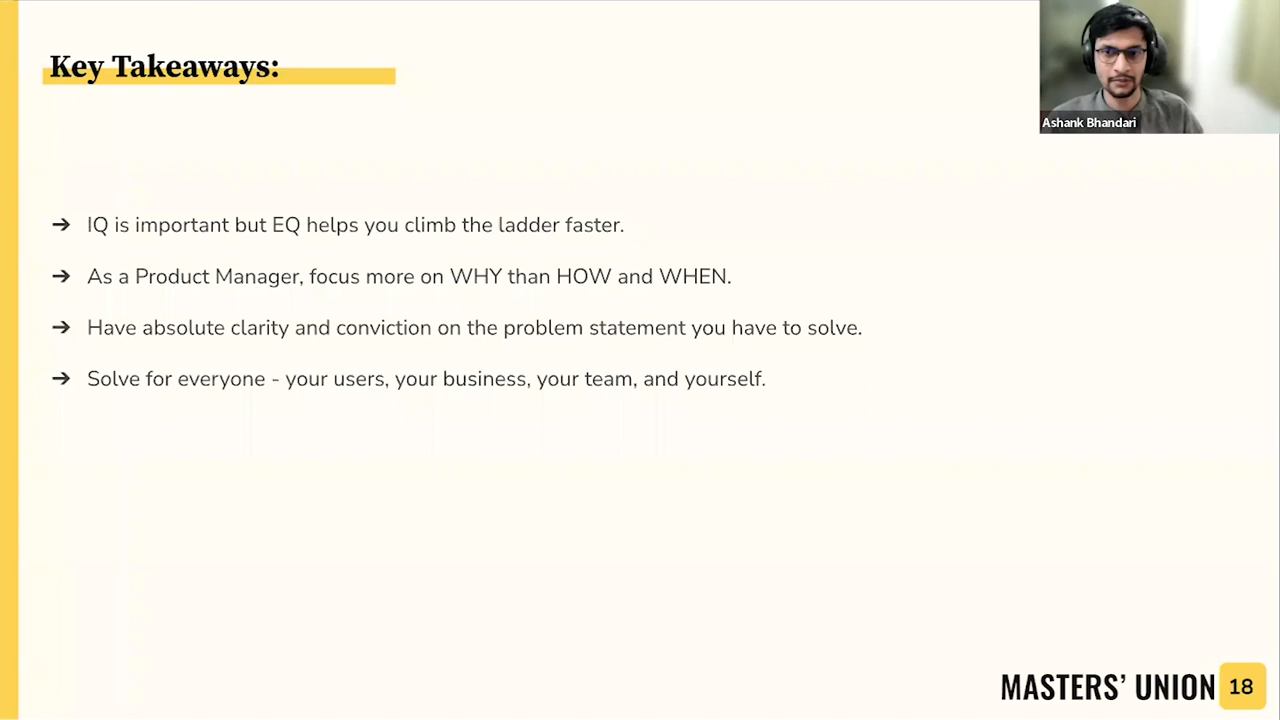 Key Takeaways:
Ashank Bhandari
➔ IQ is important but EQ helps you climb the ladder faster.
➔ As a Product Manager, focus more on WHY than HOW and WHEN.
➔ Have absolute clarity and conviction on the problem statement you have to solve.
➔ Solve for everyone - your users, your business, your team, and yourself.
MASTERS’ UNION 18